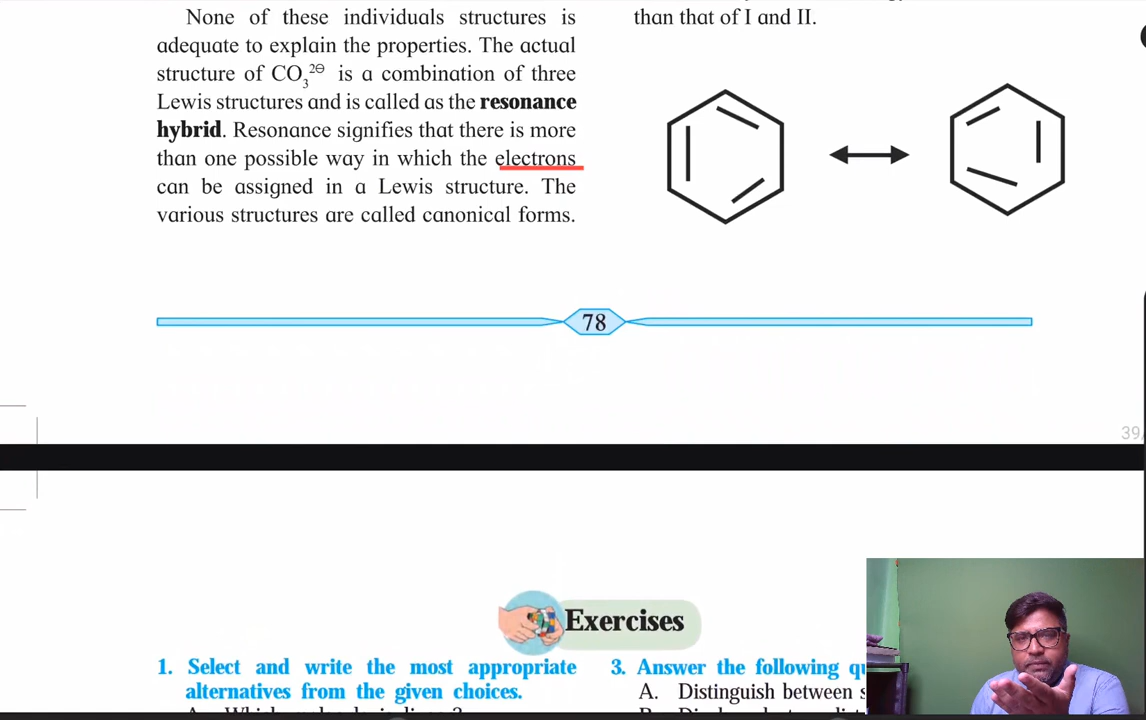 None of these individuals structures is
adequate to explain the properties. The actual
structure of CO₃²⊖ is a combination of three
Lewis structures and is called as the resonance
hybrid. Resonance signifies that there is more
than one possible way in which the electrons
can be assigned in a Lewis structure. The
various structures are called canonical forms.
than that of I and II.
78
39
Exercises
1. Select and write the most appropriate
alternatives from the given choices.
3. Answer the following
A. Distinguish between